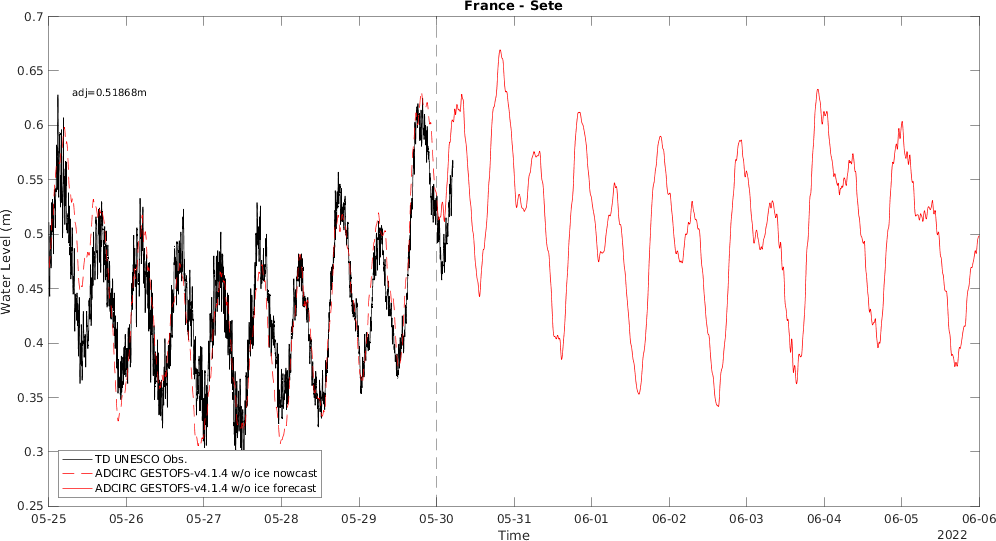 France - Sete
0.7
0.65
0.6
0.55
0.5
0.45
0.4
0.35
0.3
0.25
Water Level (m)
adj=0.51868m
TD UNESCO Obs.
ADCIRC GESTOFS-v4.1.4 w/o ice nowcast
ADCIRC GESTOFS-v4.1.4 w/o ice forecast
05-25 05-26 05-27 05-28 05-29 05-30 05-31 06-01 06-02 06-03 06-04 06-05 06-06
Time
2022